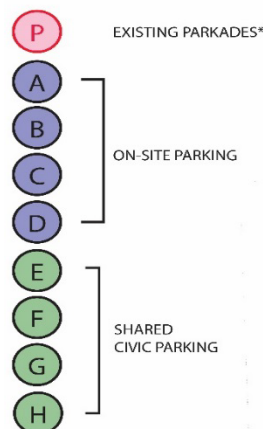 P EXISTING PARKADES*
A
B
C ON-SITE PARKING
D
E
F SHARED
CIVIC PARKING
G
H